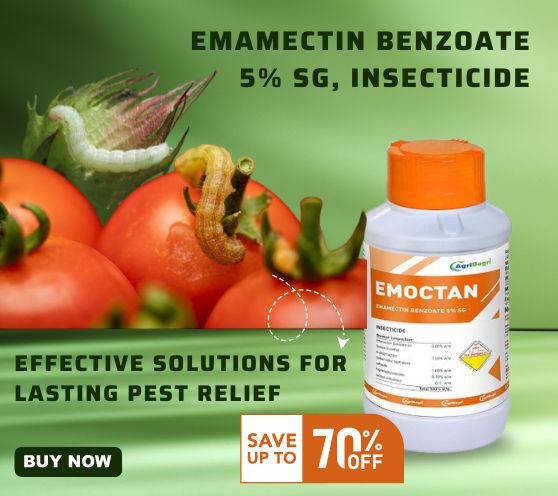 EMAMECTIN BENZOATE
5% SG, INSECTICIDE
AgriBegri
EMOCTAN
EMAMECTIN BENZOATE 5% SG
INSECTICIDE
EFFECTIVE SOLUTIONS FOR
LASTING PEST RELIEF
SAVE
UP TO
70%
OFF
BUY NOW